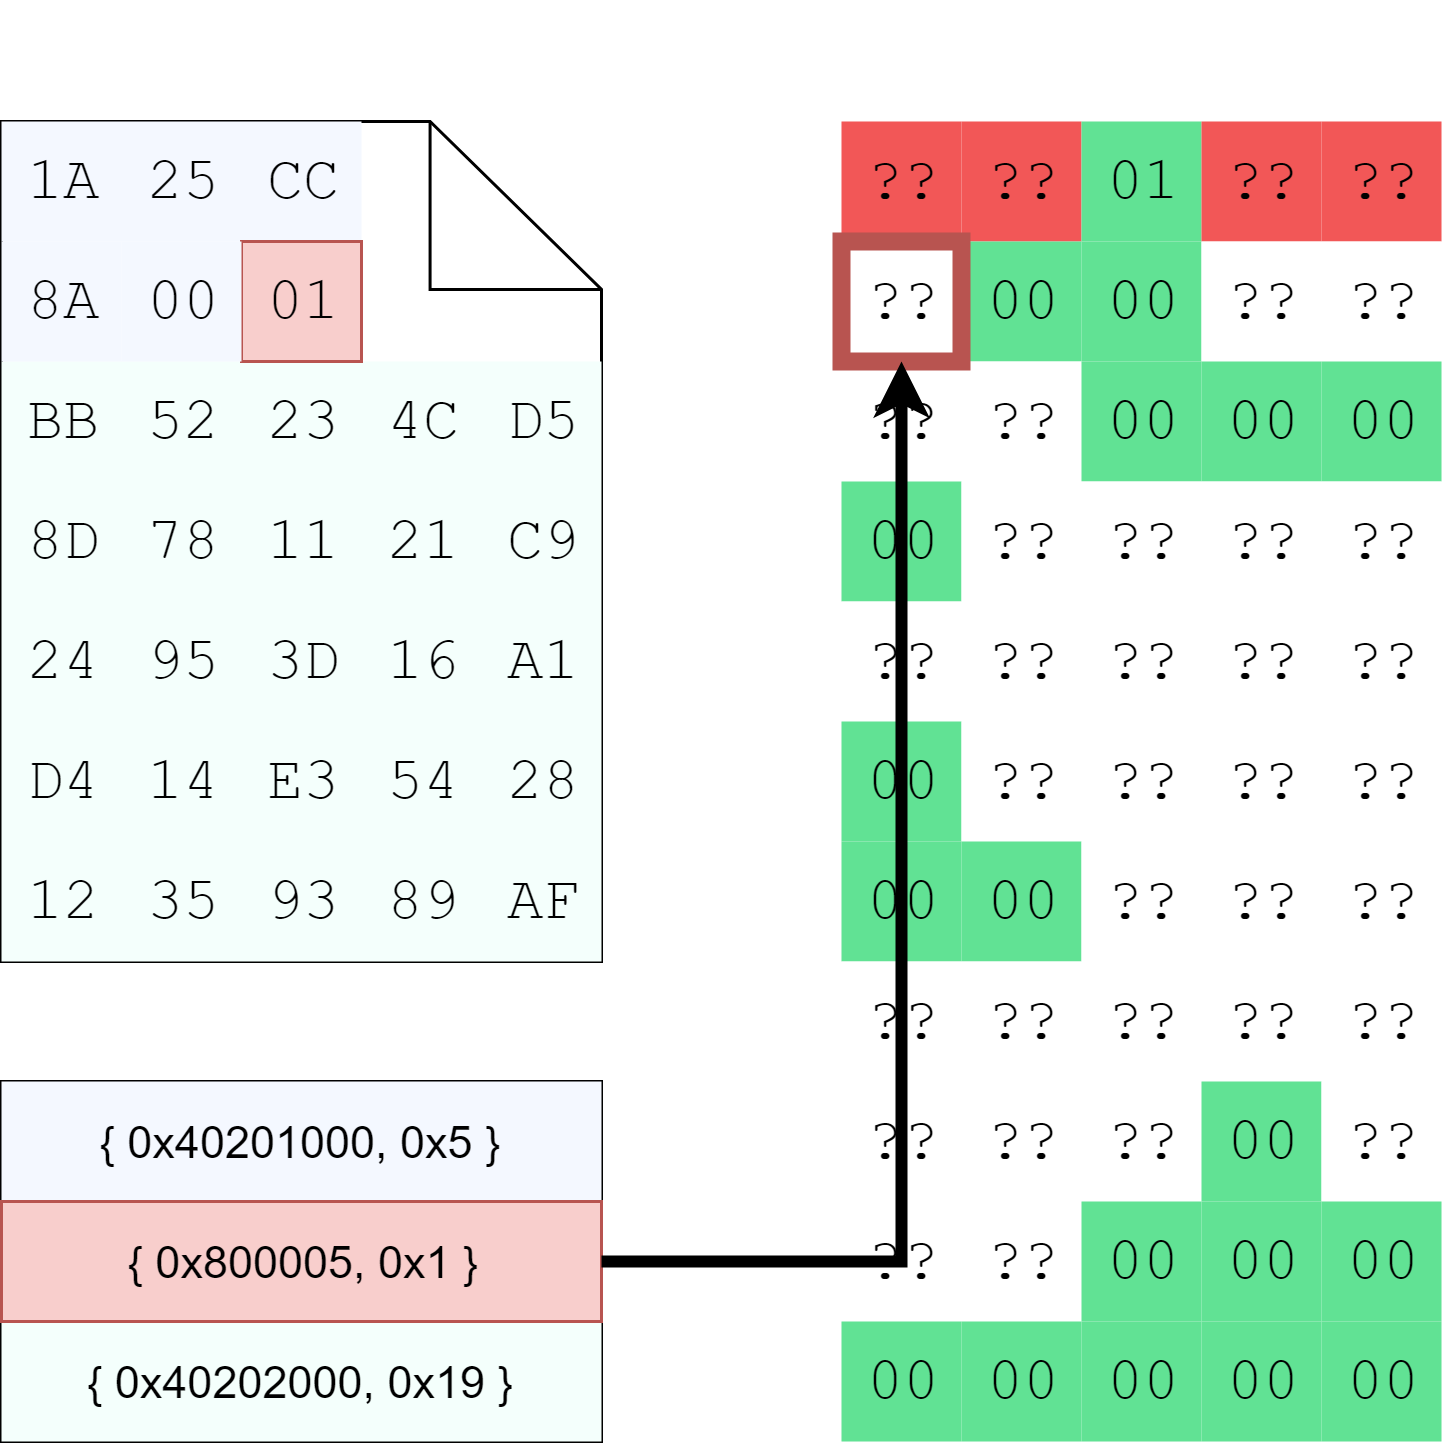 1A 25 CC
8A 00 01
BB 52 23 4C D5
8D 78 11 21 C9
24 95 3D 16 A1
D4 14 E3 54 28
12 35 93 89 AF
{ 0x40201000, 0x5 }
{ 0x800005, 0x1 }
{ 0x40202000, 0x19 }
?? ?? 01 ?? ??
?? 00 00 ?? ??
?? ?? 00 00 00
00 ?? ?? ?? ??
?? ?? ?? ?? ??
00 ?? ?? ?? ??
00 00 ?? ?? ??
?? ?? ?? ?? ??
?? ?? ?? 00 ??
?? ?? 00 00 00
00 00 00 00 00